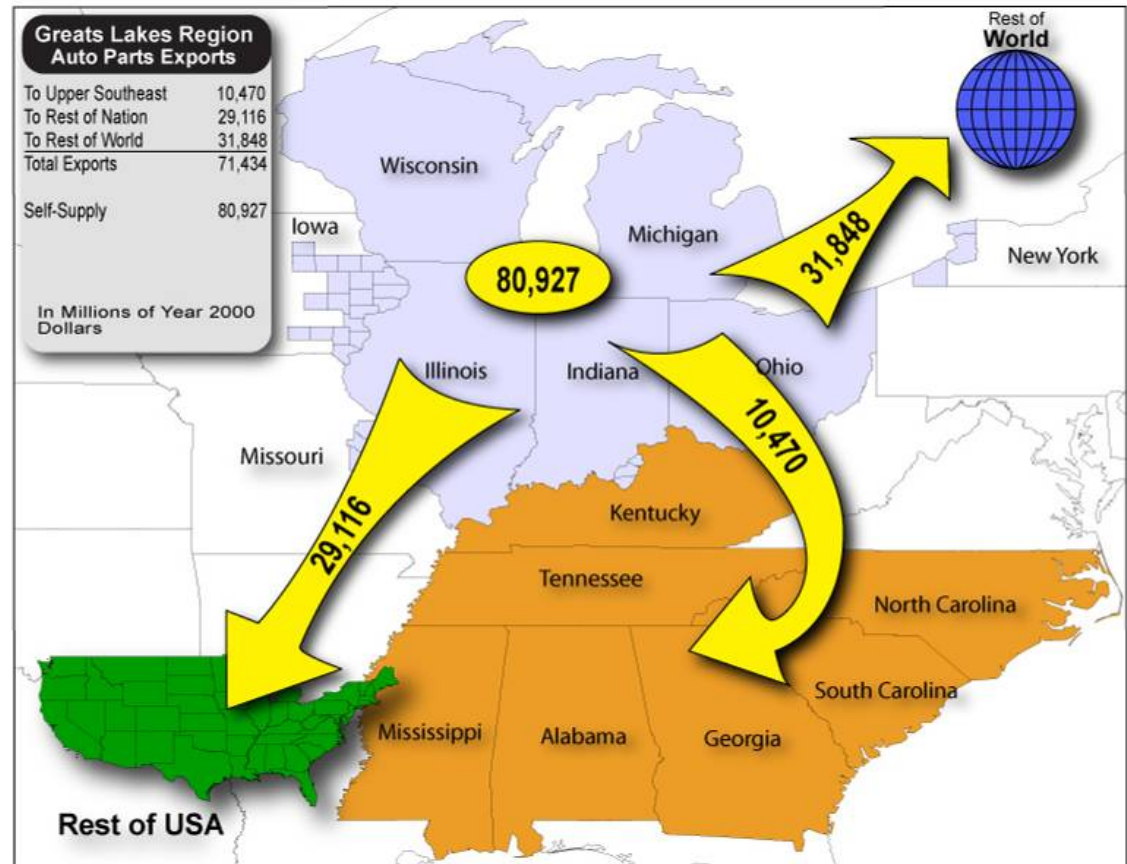 Greats Lakes Region
Auto Parts Exports
To Upper Southeast 10,470
To Rest of Nation 29,116
To Rest of World 31,848
Total Exports 71,434
Self-Supply 80,927
In Millions of Year 2000
Dollars
Rest of
World
Wisconsin
Iowa
Michigan
New York
31,848
80,927
Illinois
Indiana
Ohio
10,470
Missouri
29,116
Kentucky
Tennessee
North Carolina
South Carolina
Mississippi
Alabama
Georgia
Rest of USA